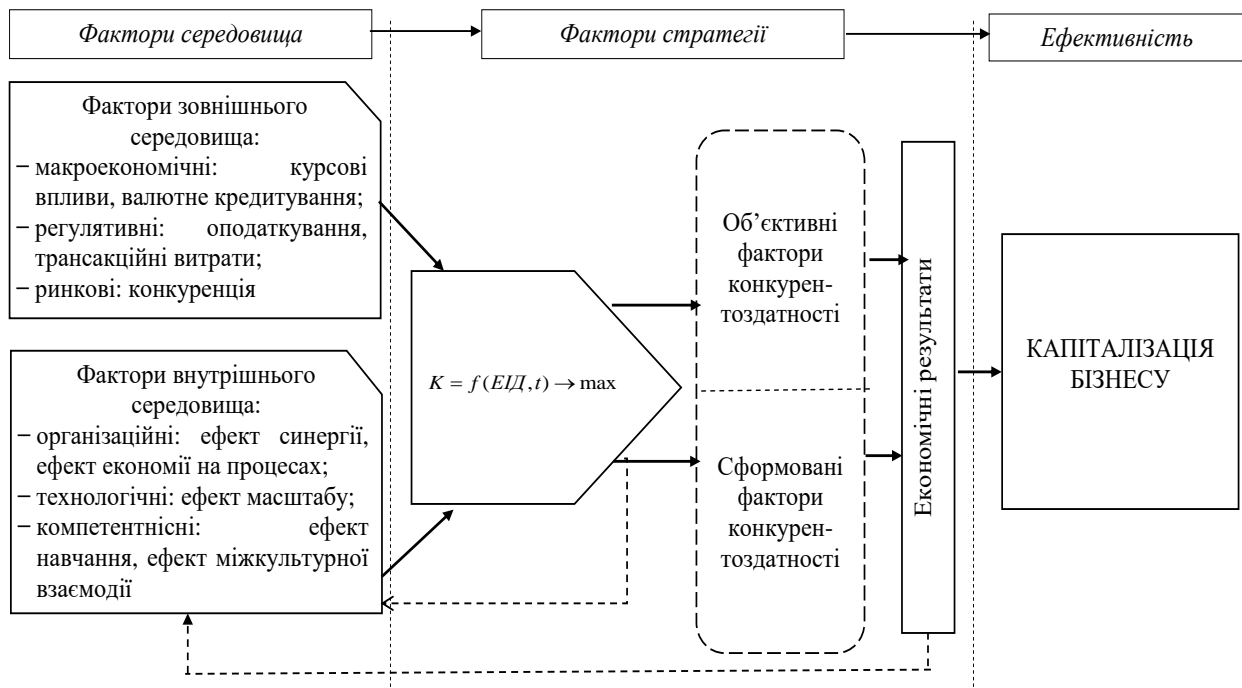 Фактори середовища
Фактори стратегії
Ефективність
Фактори зовнішнього
середовища:
− макроекономічні: курсові
впливи, валютне кредитування;
− регулятивні: оподаткування,
трансакційні витрати;
− ринкові: конкуренція
Фактори внутрішнього
середовища:
− організаційні: ефект синергії,
ефект економії на процесах;
− технологічні: ефект масштабу;
− компетентнісні: ефект
навчання, ефект міжкультурної
взаємодії
K = f(ЕІД, t) → max
Об’єктивні
фактори
конкурен-
тоздатності
Сформовані
фактори
конкурен-
тоздатності
Економічні результати
КАПІТАЛІЗАЦІЯ
БІЗНЕСУ